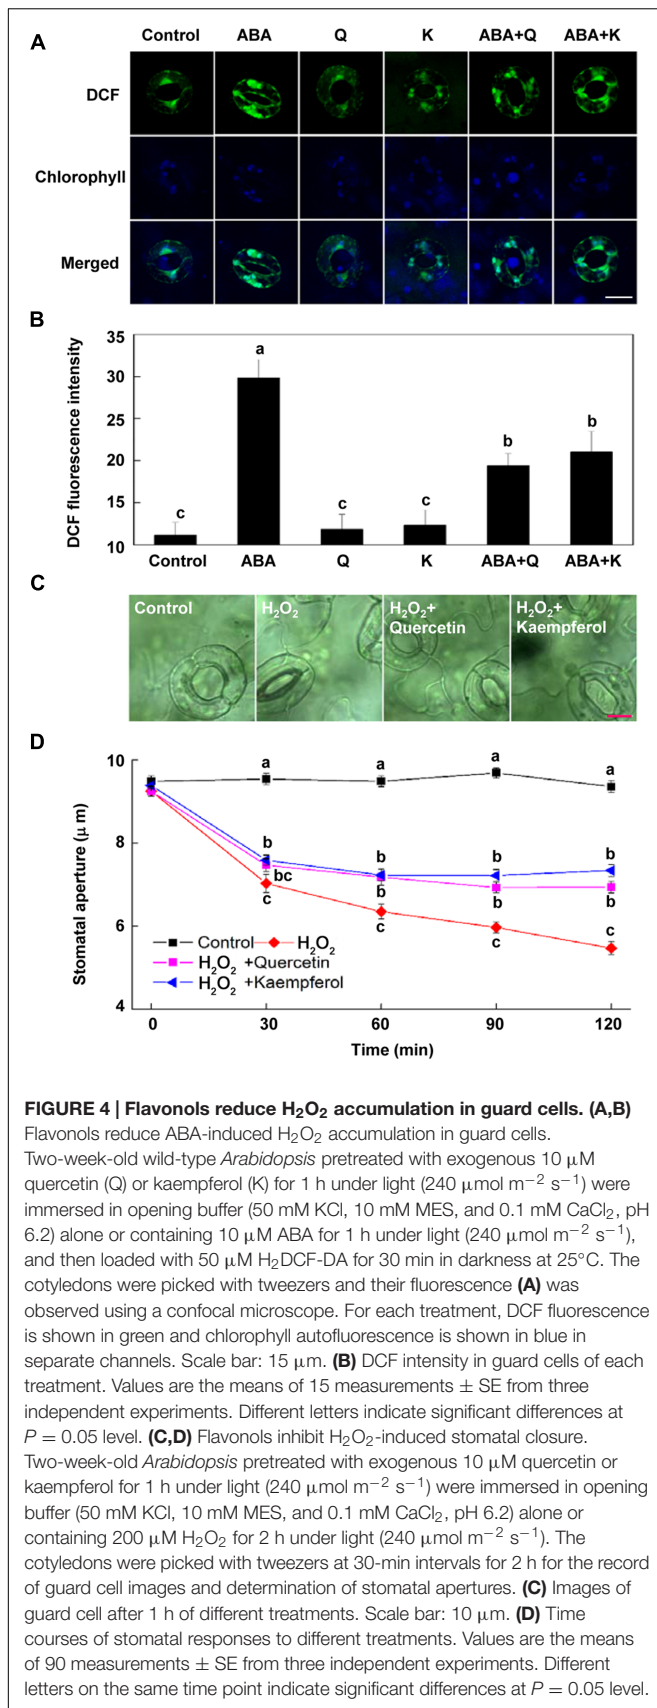 A
Control ABA Q K ABA+Q ABA+K
DCF
Chlorophyll
Merged
B
DCF fluorescence intensity
35
30
20
15
10
a
b
b
c
c
c
Control ABA Q K ABA+Q ABA+K
C
Control
H₂O₂
H₂O₂+
Quercetin
H₂O₂+
Kaempferol
D
Stomatal aperture (μm)
10
8
6
4
a a a a
b b b b
bc b b b
c c c c
Control H₂O₂
H₂O₂ +Quercetin
H₂O₂ +Kaempferol
0 30 60 90 120
Time (min)
FIGURE 4 | Flavonols reduce H₂O₂ accumulation in guard cells. (A,B)
Flavonols reduce ABA-induced H₂O₂ accumulation in guard cells.
Two-week-old wild-type Arabidopsis pretreated with exogenous 10 μM
quercetin (Q) or kaempferol (K) for 1 h under light (240 μmol m⁻² s⁻¹) were
immersed in opening buffer (50 mM KCl, 10 mM MES, and 0.1 mM CaCl₂, pH
6.2) alone or containing 10 μM ABA for 1 h under light (240 μmol m⁻² s⁻¹),
and then loaded with 50 μM H₂DCF-DA for 30 min in darkness at 25°C. The
cotyledons were picked with tweezers and their fluorescence (A) was
observed using a confocal microscope. For each treatment, DCF fluorescence
is shown in green and chlorophyll autofluorescence is shown in blue in
separate channels. Scale bar: 15 μm. (B) DCF intensity in guard cells of each
treatment. Values are the means of 15 measurements ± SE from three
independent experiments. Different letters indicate significant differences at
P = 0.05 level. (C,D) Flavonols inhibit H₂O₂-induced stomatal closure.
Two-week-old Arabidopsis pretreated with exogenous 10 μM quercetin or
kaempferol for 1 h under light (240 μmol m⁻² s⁻¹) were immersed in opening
buffer (50 mM KCl, 10 mM MES, and 0.1 mM CaCl₂, pH 6.2) alone or
containing 200 μM H₂O₂ for 2 h under light (240 μmol m⁻² s⁻¹). The
cotyledons were picked with tweezers at 30-min intervals for 2 h for the record
of guard cell images and determination of stomatal apertures. (C) Images of
guard cell after 1 h of different treatments. Scale bar: 10 μm. (D) Time
courses of stomatal responses to different treatments. Values are the means
of 90 measurements ± SE from three independent experiments. Different
letters on the same time point indicate significant differences at P = 0.05 level.